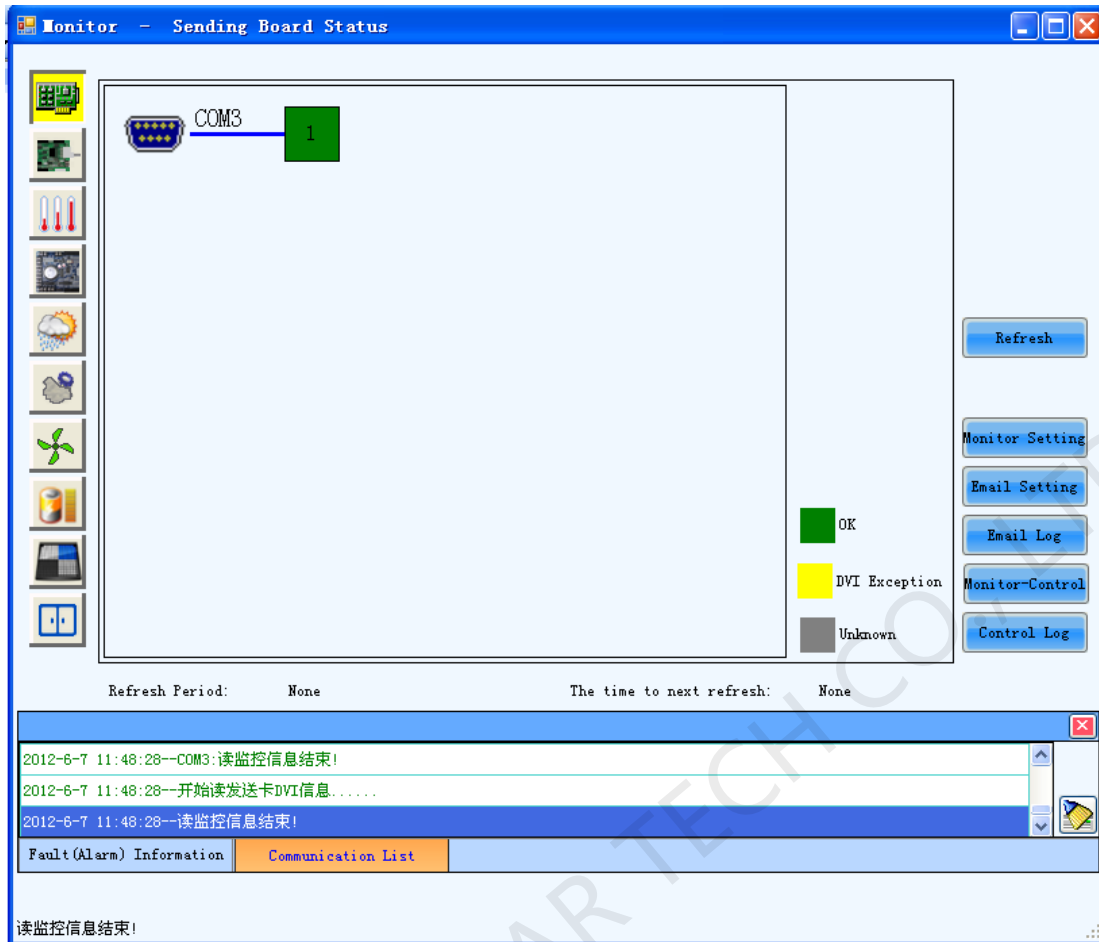 Monitor - Sending Board Status
COM3
1
Refresh
Monitor Setting
Email Setting
OK
Email Log
DVI Exception
Monitor-Control
Unknown
Control Log
Refresh Period: None The time to next refresh: None
2012-6-7 11:48:28--COM3:读监控信息结束!
2012-6-7 11:48:28--开始读发送卡DVI信息......
2012-6-7 11:48:28--读监控信息结束!
Fault(Alarm) Information Communication List
读监控信息结束!
AR TECH CO., LTD